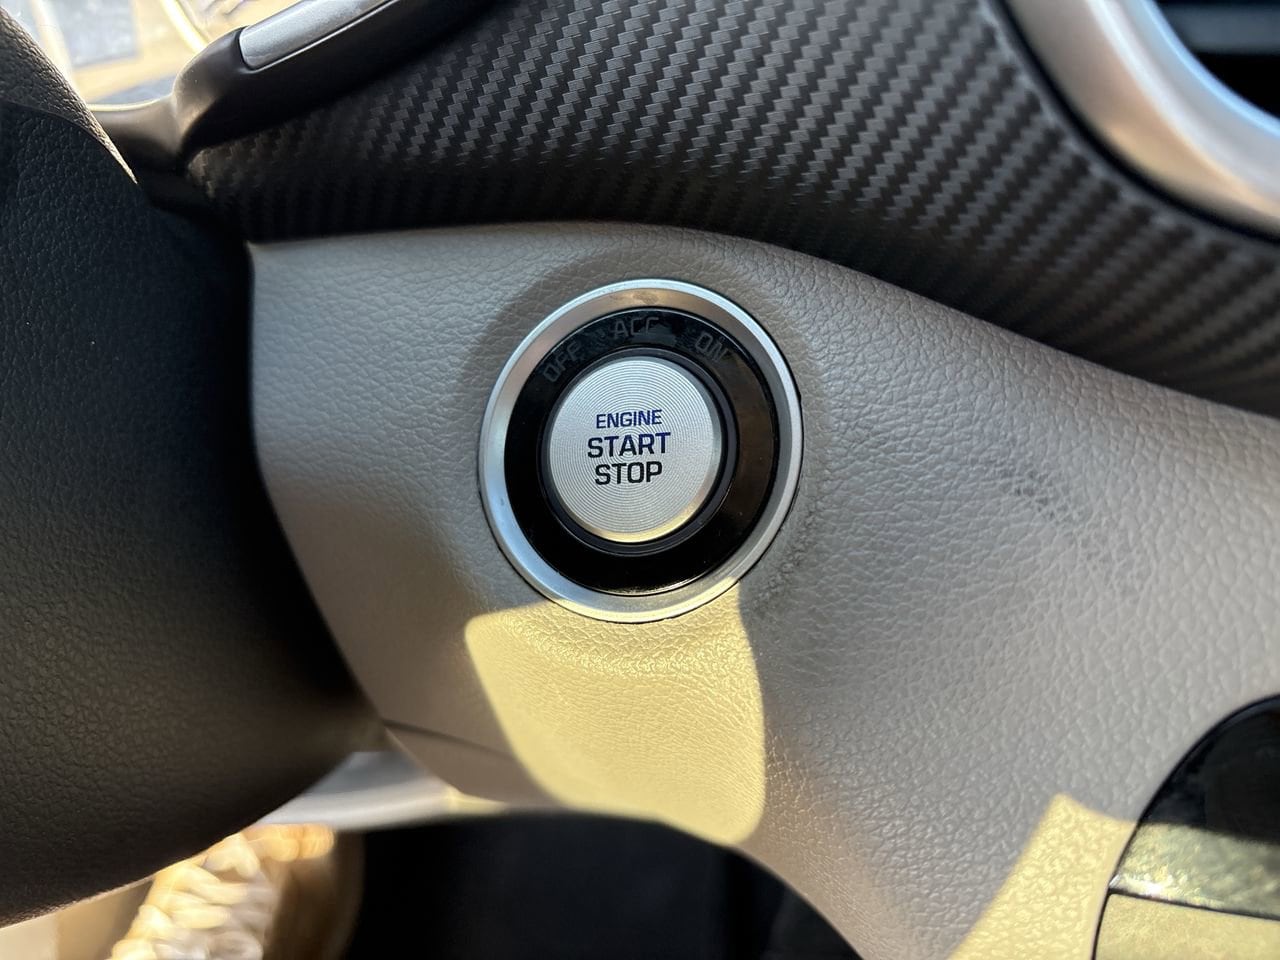 OFF ACC ON
ENGINE
START
STOP